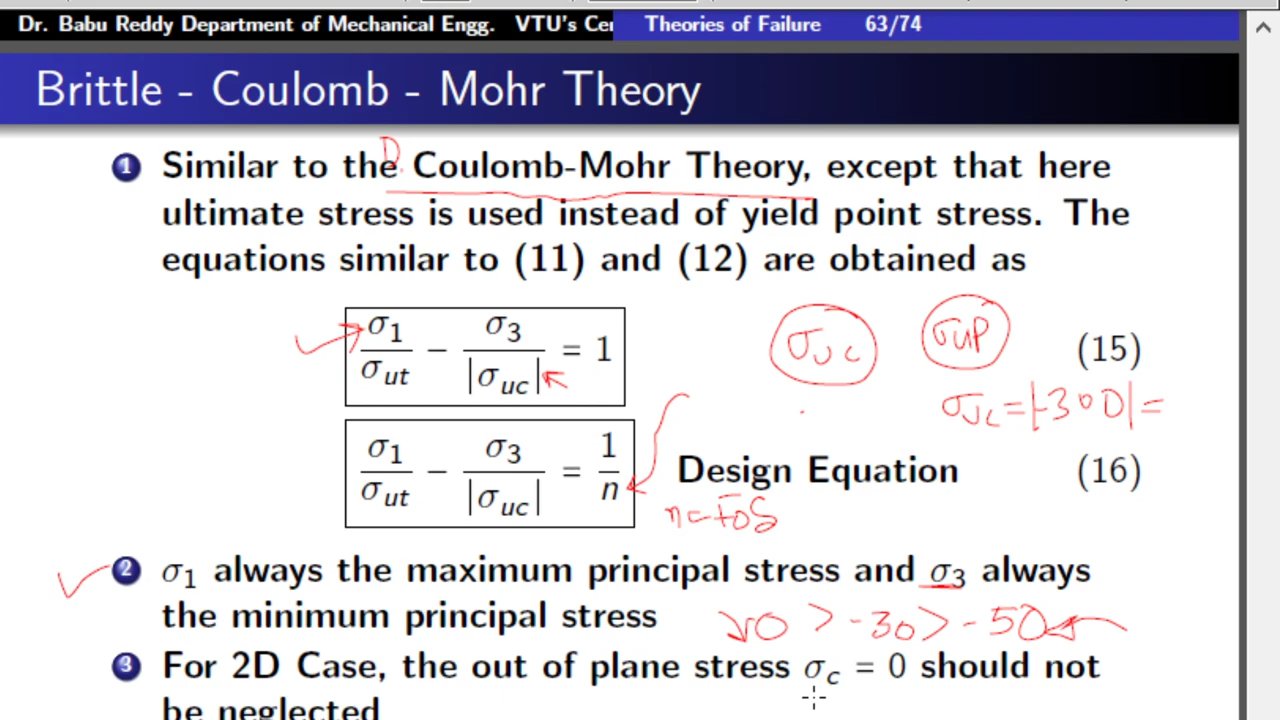 Dr. Babu Reddy Department of Mechanical Engg. VTU's Cen Theories of Failure 63/74
Brittle - Coulomb - Mohr Theory
1 Similar to the Coulomb-Mohr Theory, except that here
D
ultimate stress is used instead of yield point stress. The
equations similar to (11) and (12) are obtained as
σ1/σut − σ3/|σuc| = 1 (15)
σuc σup
σuc = |-300| =
σ1/σut − σ3/|σuc| = 1/n Design Equation (16)
n = FoS
2 σ1 always the maximum principal stress and σ3 always
the minimum principal stress
> -30 > -50
3 For 2D Case, the out of plane stress σc = 0 should not
be neglected